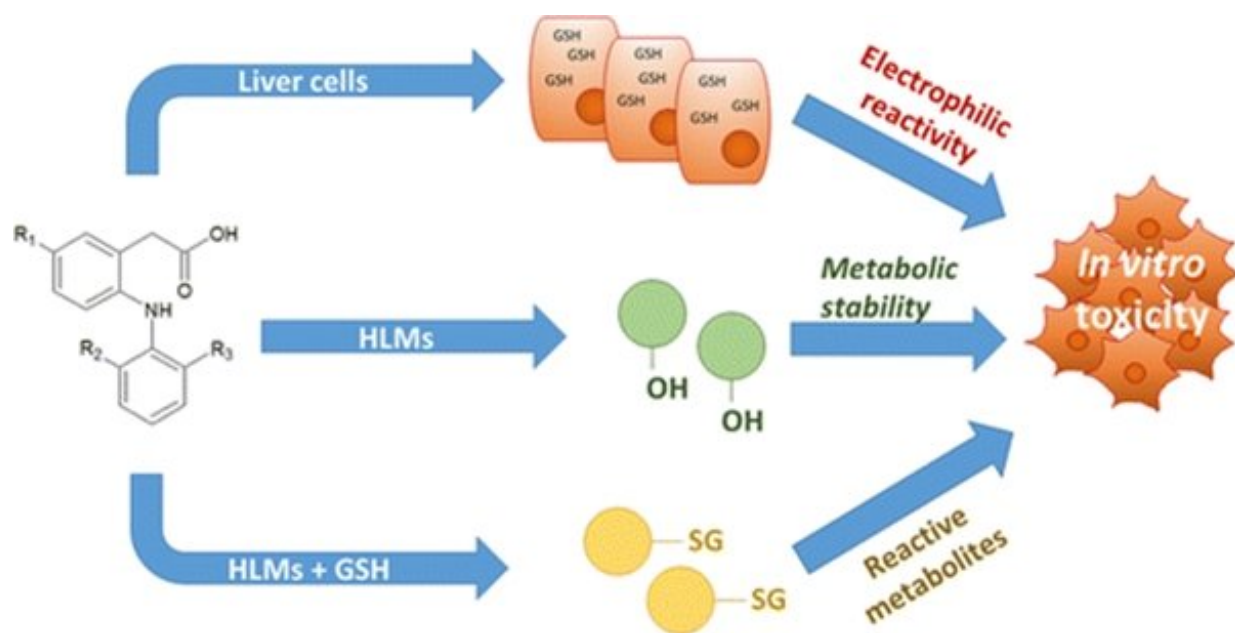 Liver cells
GSH
GSH
GSH
GSH
GSH
GSH
GSH
GSH
GSH
Electrophilic
reactivity
R1
OH
O
NH
R2
R3
HLMs
OH
OH
Metabolic
stability
In vitro
toxicity
HLMs + GSH
SG
SG
Reactive
metabolites